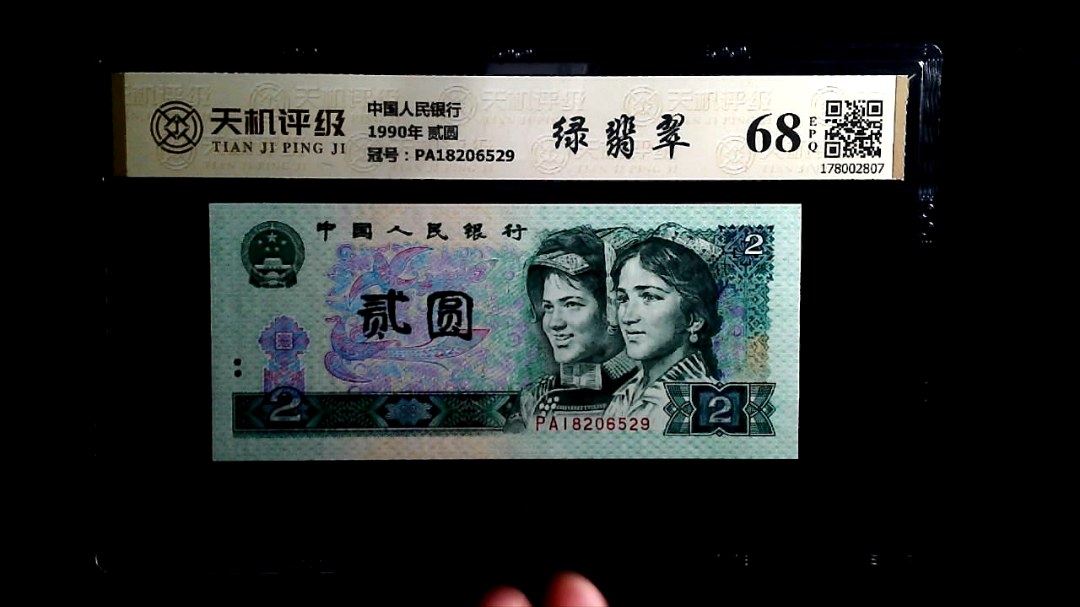 天机评级
TIAN JI PING JI
中国人民银行
1990年 贰圆
冠号：PA18206529
绿翡翠
68
EPQ
178002807
中国人民银行
2
贰圆
2
2
PA18206529